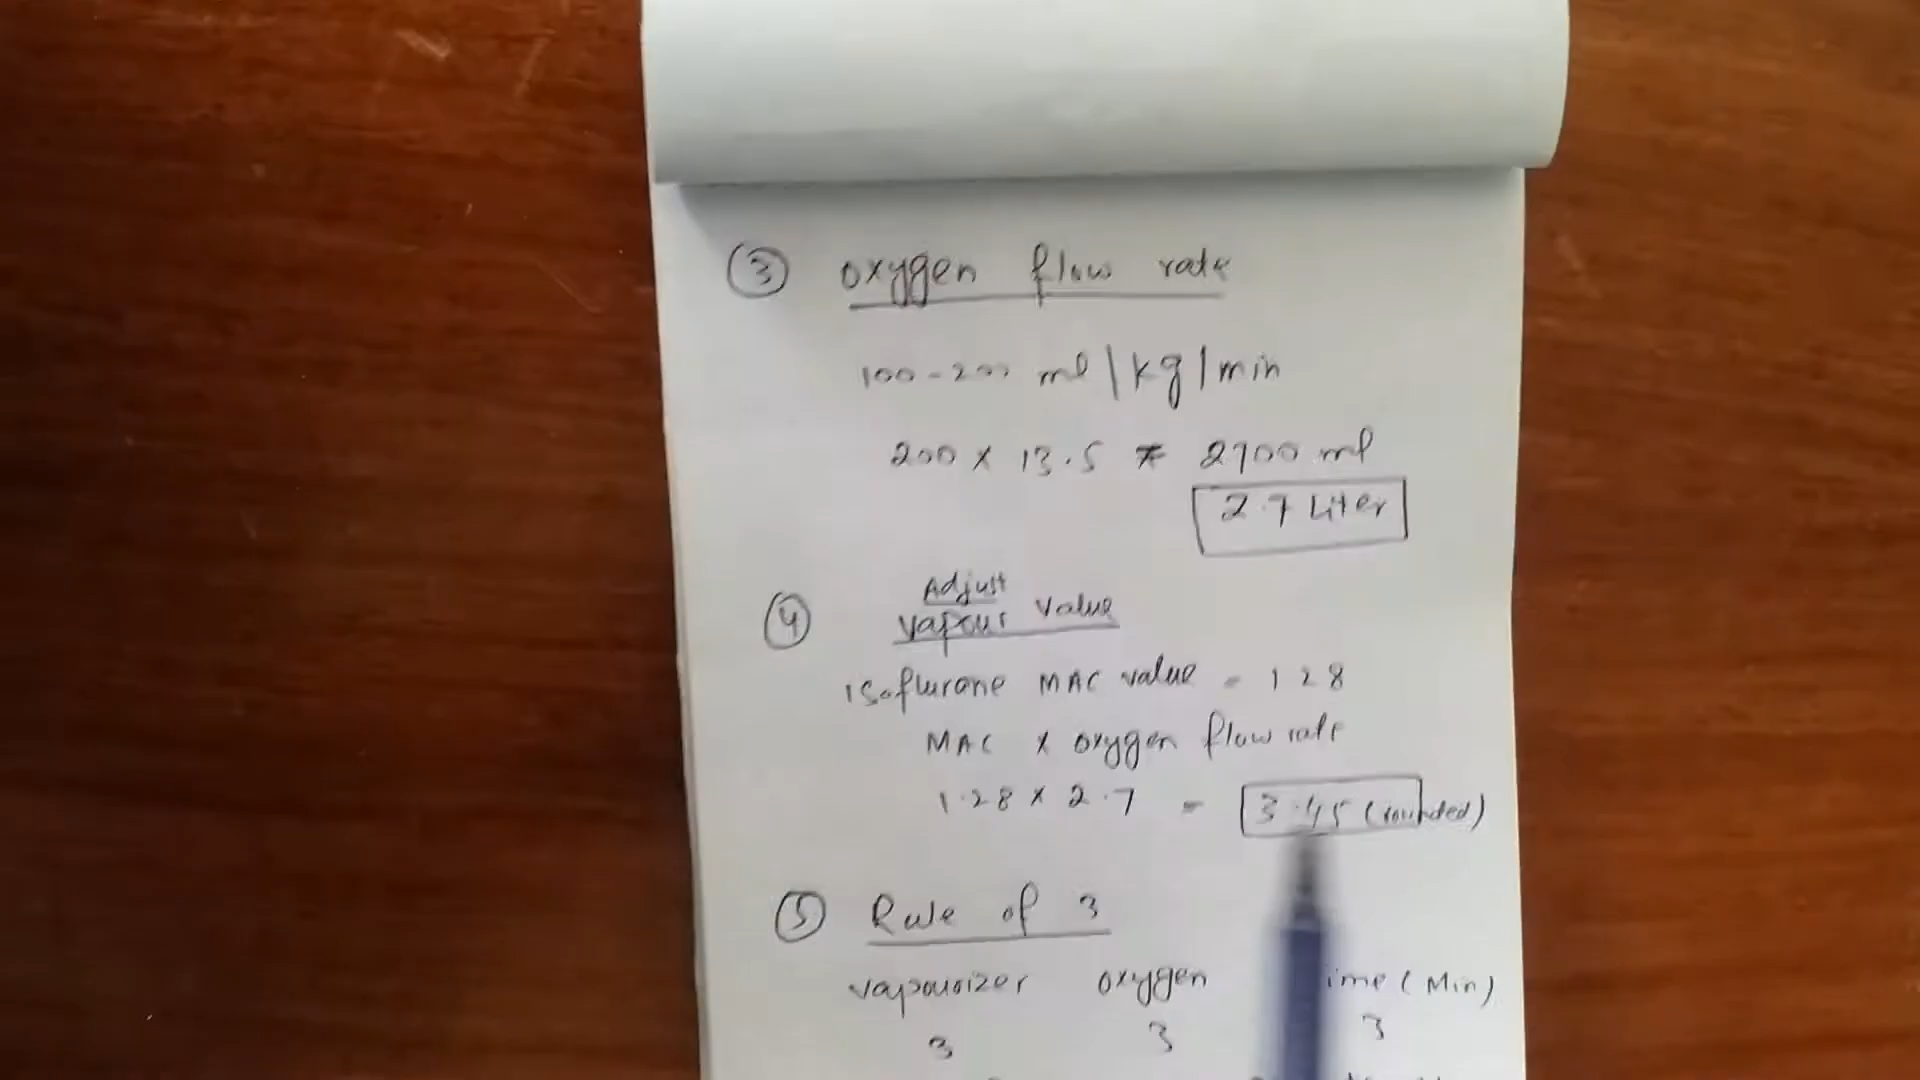 ③ oxygen flow rate
100-200 ml/kg/min
200 x 13.5 = 2700 ml
2.7 Liter
④ Adjust
vapour value
isoflurane MAC value = 1.28
MAC x oxygen flow rate
1.28 x 2.7 = 3.45 (rounded)
⑤ Rule of 3
vapourizer oxygen ime (Min)
3 3 3